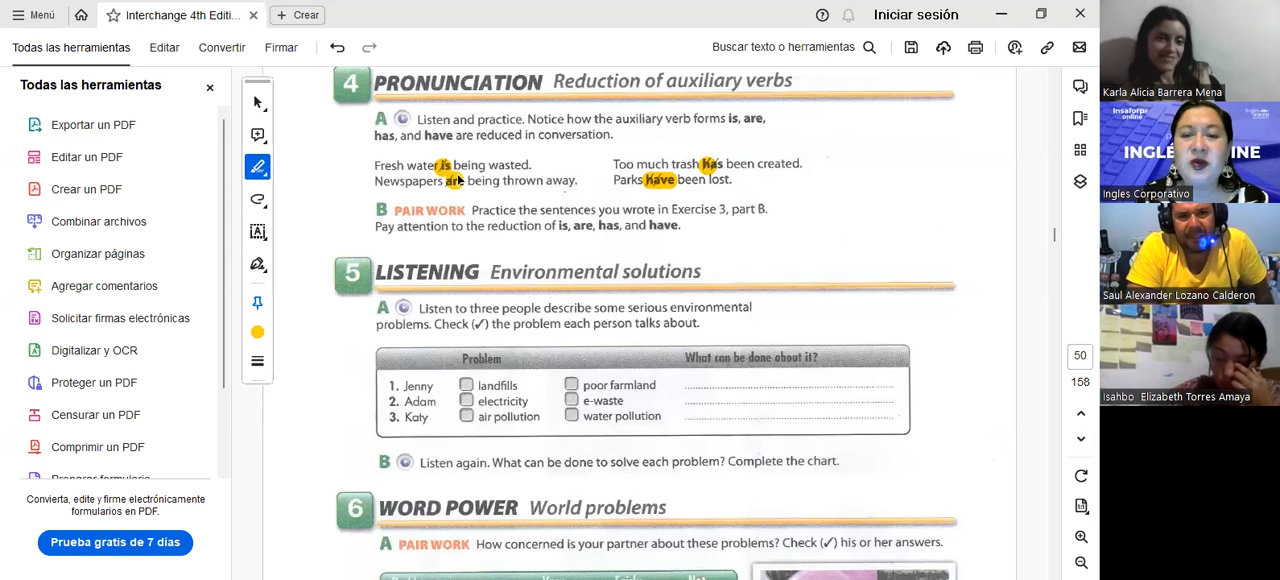 Menú
Interchange 4th Editi...
Crear
Iniciar sesión
Todas las herramientas
Editar
Convertir
Firmar
Buscar texto o herramientas
Todas las herramientas
Exportar un PDF
Editar un PDF
Crear un PDF
Combinar archivos
Organizar páginas
Agregar comentarios
Solicitar firmas electrónicas
Digitalizar y OCR
Proteger un PDF
Censurar un PDF
Comprimir un PDF
Convierta, edite y firme electrónicamente
formularios en PDF.
Prueba gratis de 7 días
4 PRONUNCIATION Reduction of auxiliary verbs
A Listen and practice. Notice how the auxiliary verb forms is, are,
has, and have are reduced in conversation.
Fresh water is being wasted.
Newspapers are being thrown away.
Too much trash has been created.
Parks have been lost.
B PAIR WORK Practice the sentences you wrote in Exercise 3, part B.
Pay attention to the reduction of is, are, has, and have.
5 LISTENING Environmental solutions
A Listen to three people describe some serious environmental
problems. Check (✓) the problem each person talks about.
Problem What can be done about it?
1. Jenny landfills poor farmland
2. Adam electricity e-waste
3. Katy air pollution water pollution
B Listen again. What can be done to solve each problem? Complete the chart.
6 WORD POWER World problems
A PAIR WORK How concerned is your partner about these problems? Check (✓) his or her answers.
50
158
Karla Alicia Barrera Mena
Ingles Corporativo
Saul Alexander Lozano Calderon
Isahbo Elizabeth Torres Amaya